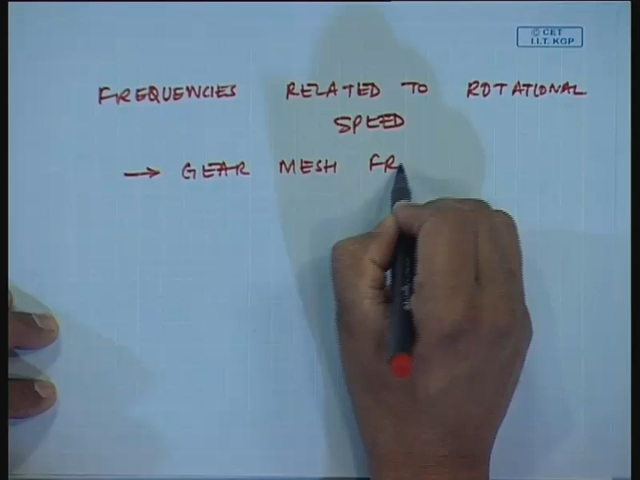 © CET
I.I.T. KGP
FREQUENCIES RELATED TO ROTATIONAL
SPEED
→ GEAR MESH FR